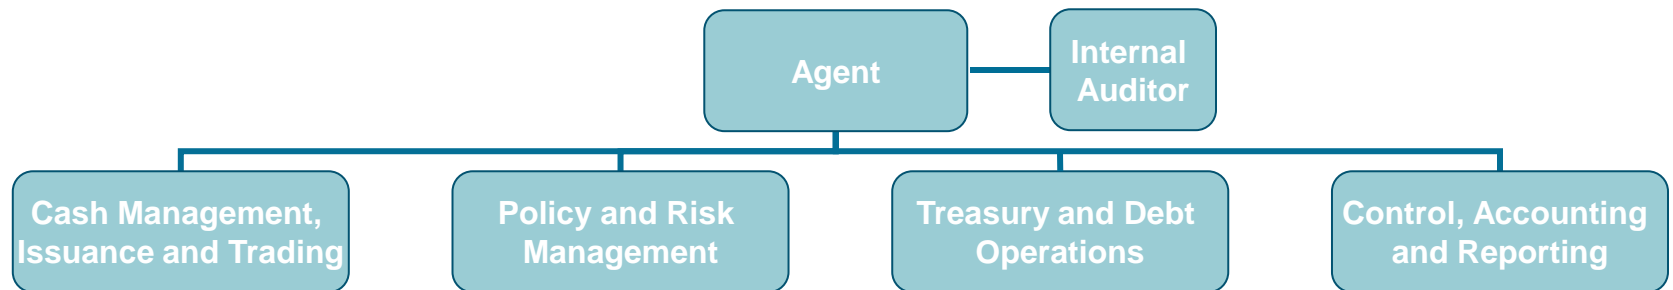 Agent
Internal
Auditor
Cash Management,
Issuance and Trading
Policy and Risk
Management
Treasury and Debt
Operations
Control, Accounting
and Reporting